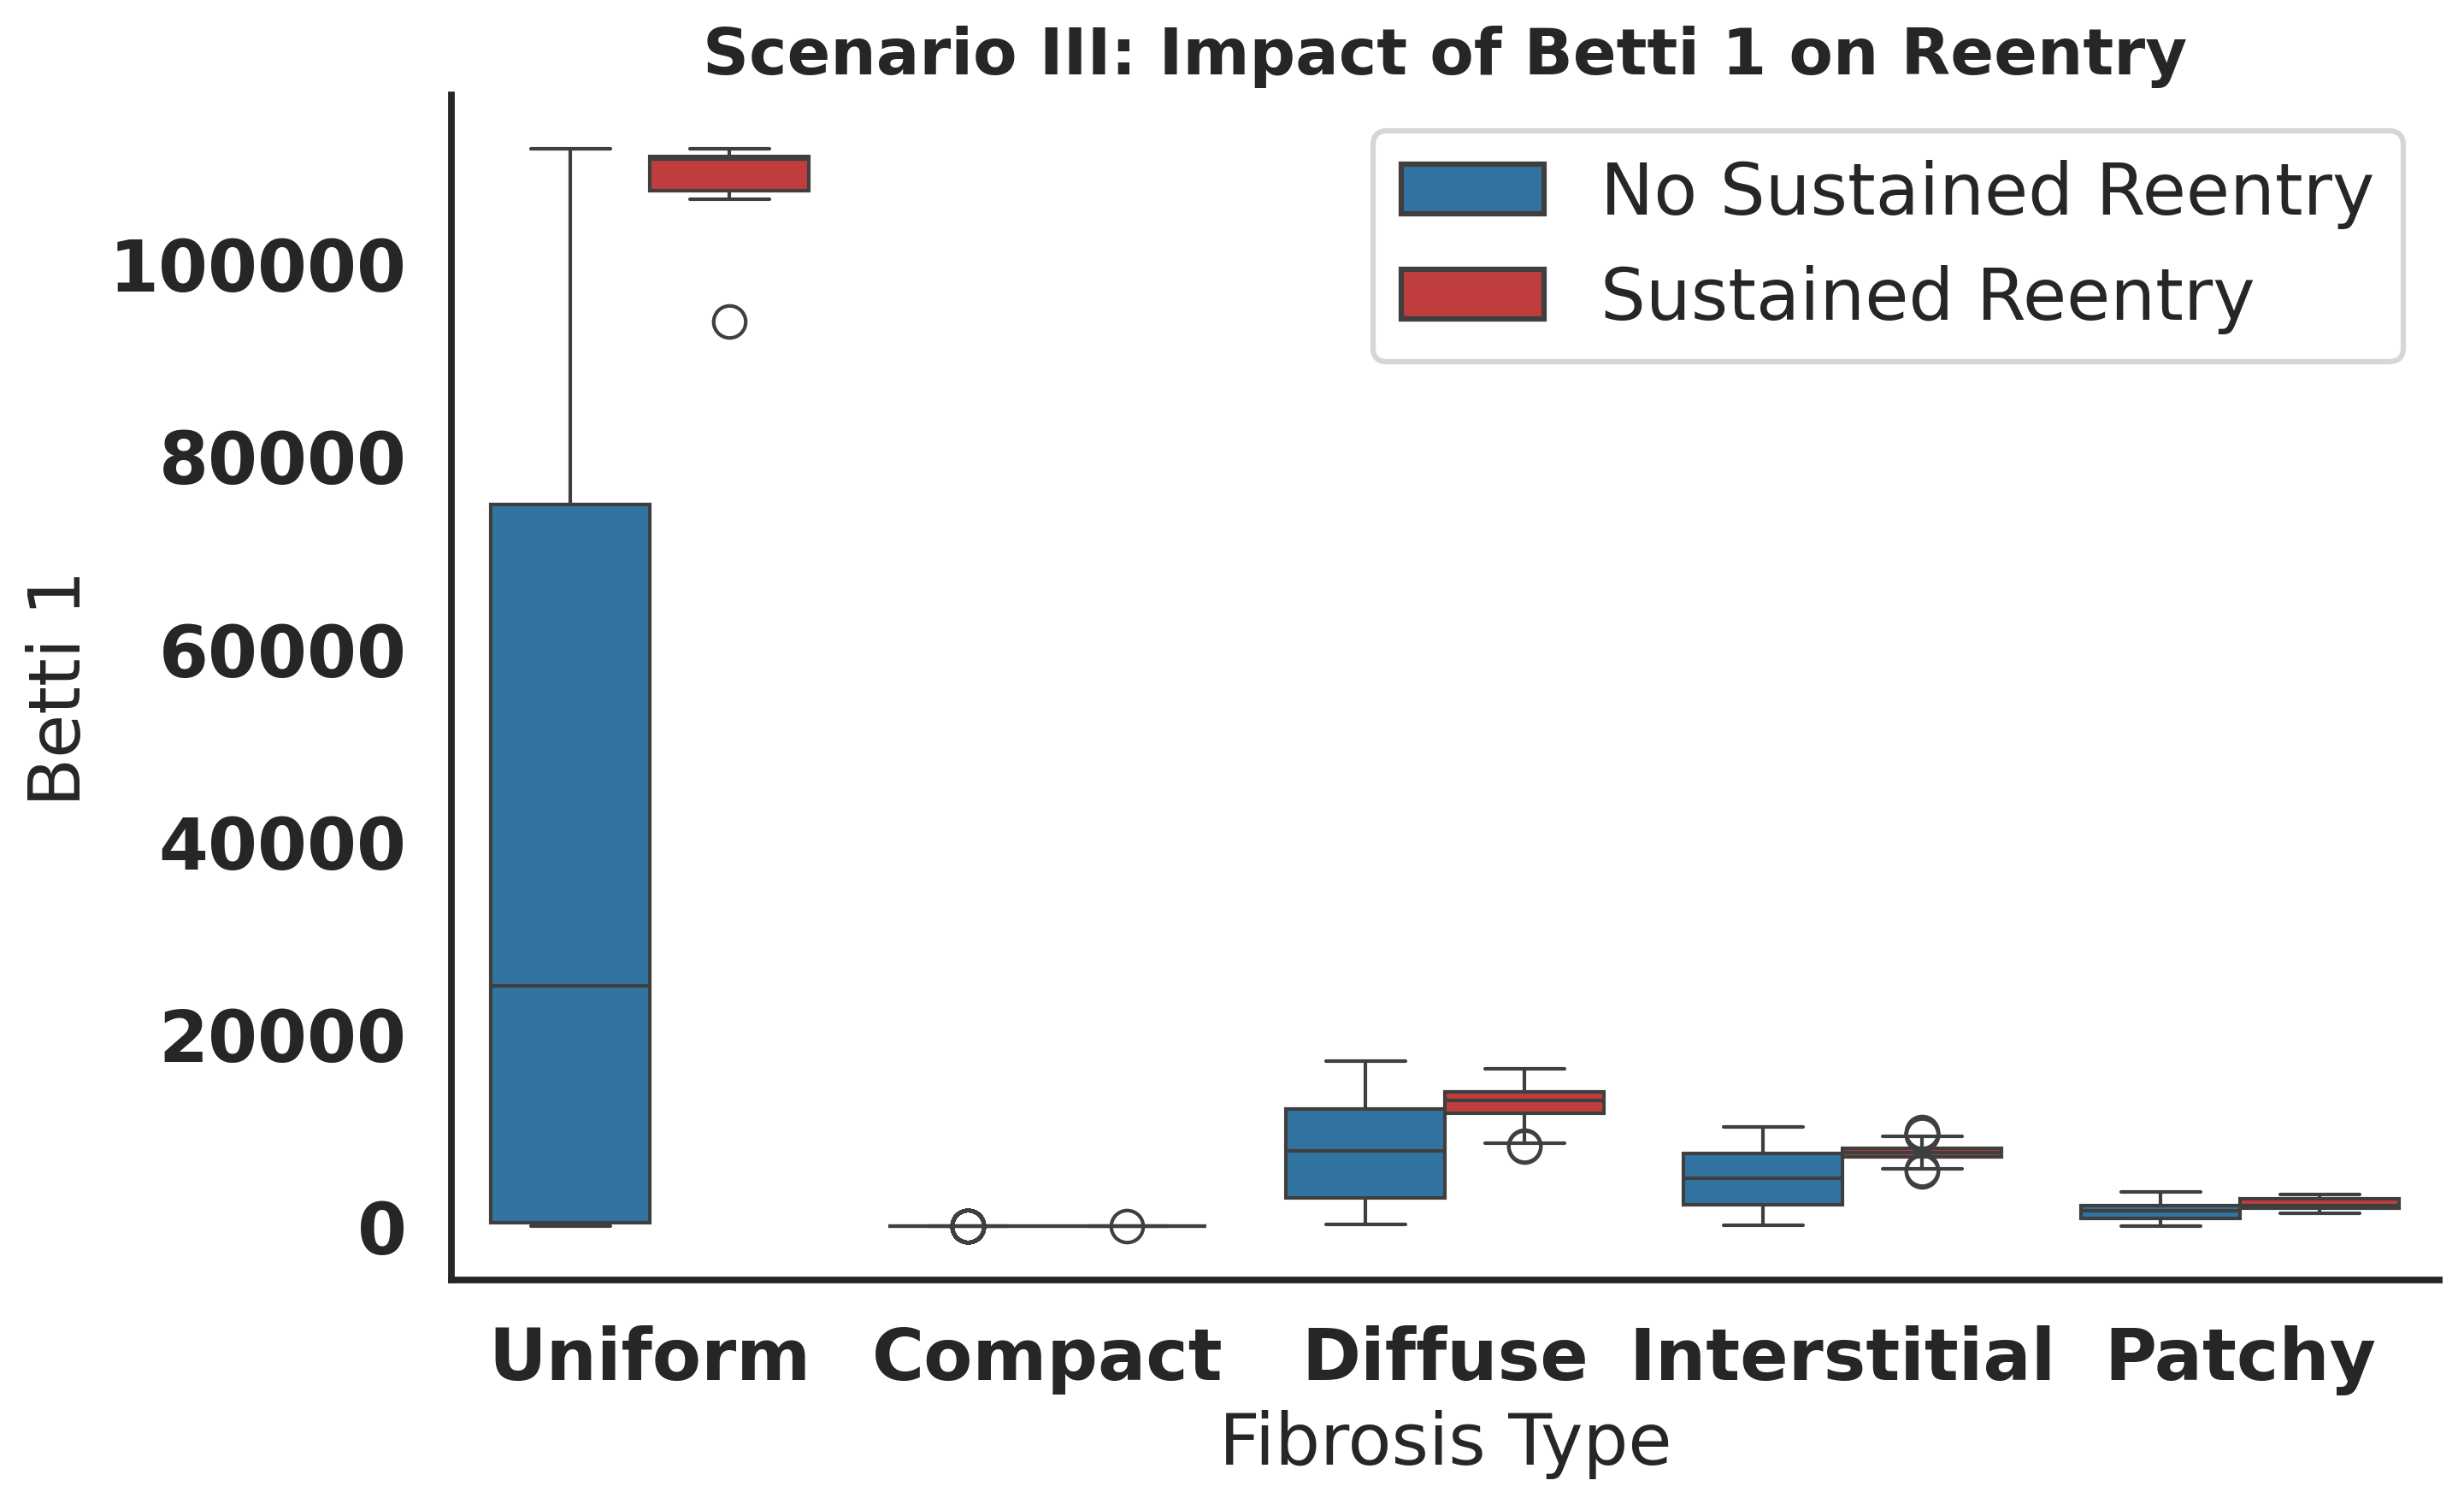 Scenario III: Impact of Betti 1 on Reentry
No Sustained Reentry
Sustained Reentry
100000
80000
60000
40000
20000
0
Betti 1
Uniform Compact Diffuse Interstitial Patchy
Fibrosis Type